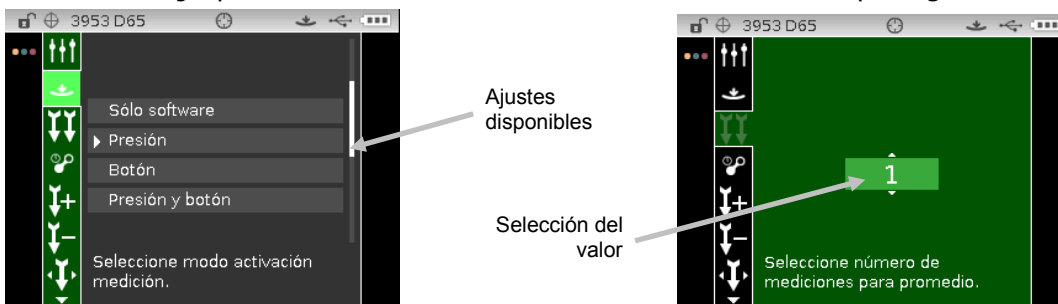 3953 D65
Sólo software
Presión
Botón
Presión y botón
Seleccione modo activación
medición.
Ajustes
disponibles
Selección del
valor
3953 D65
1
Seleccione número de
mediciones para promedio.